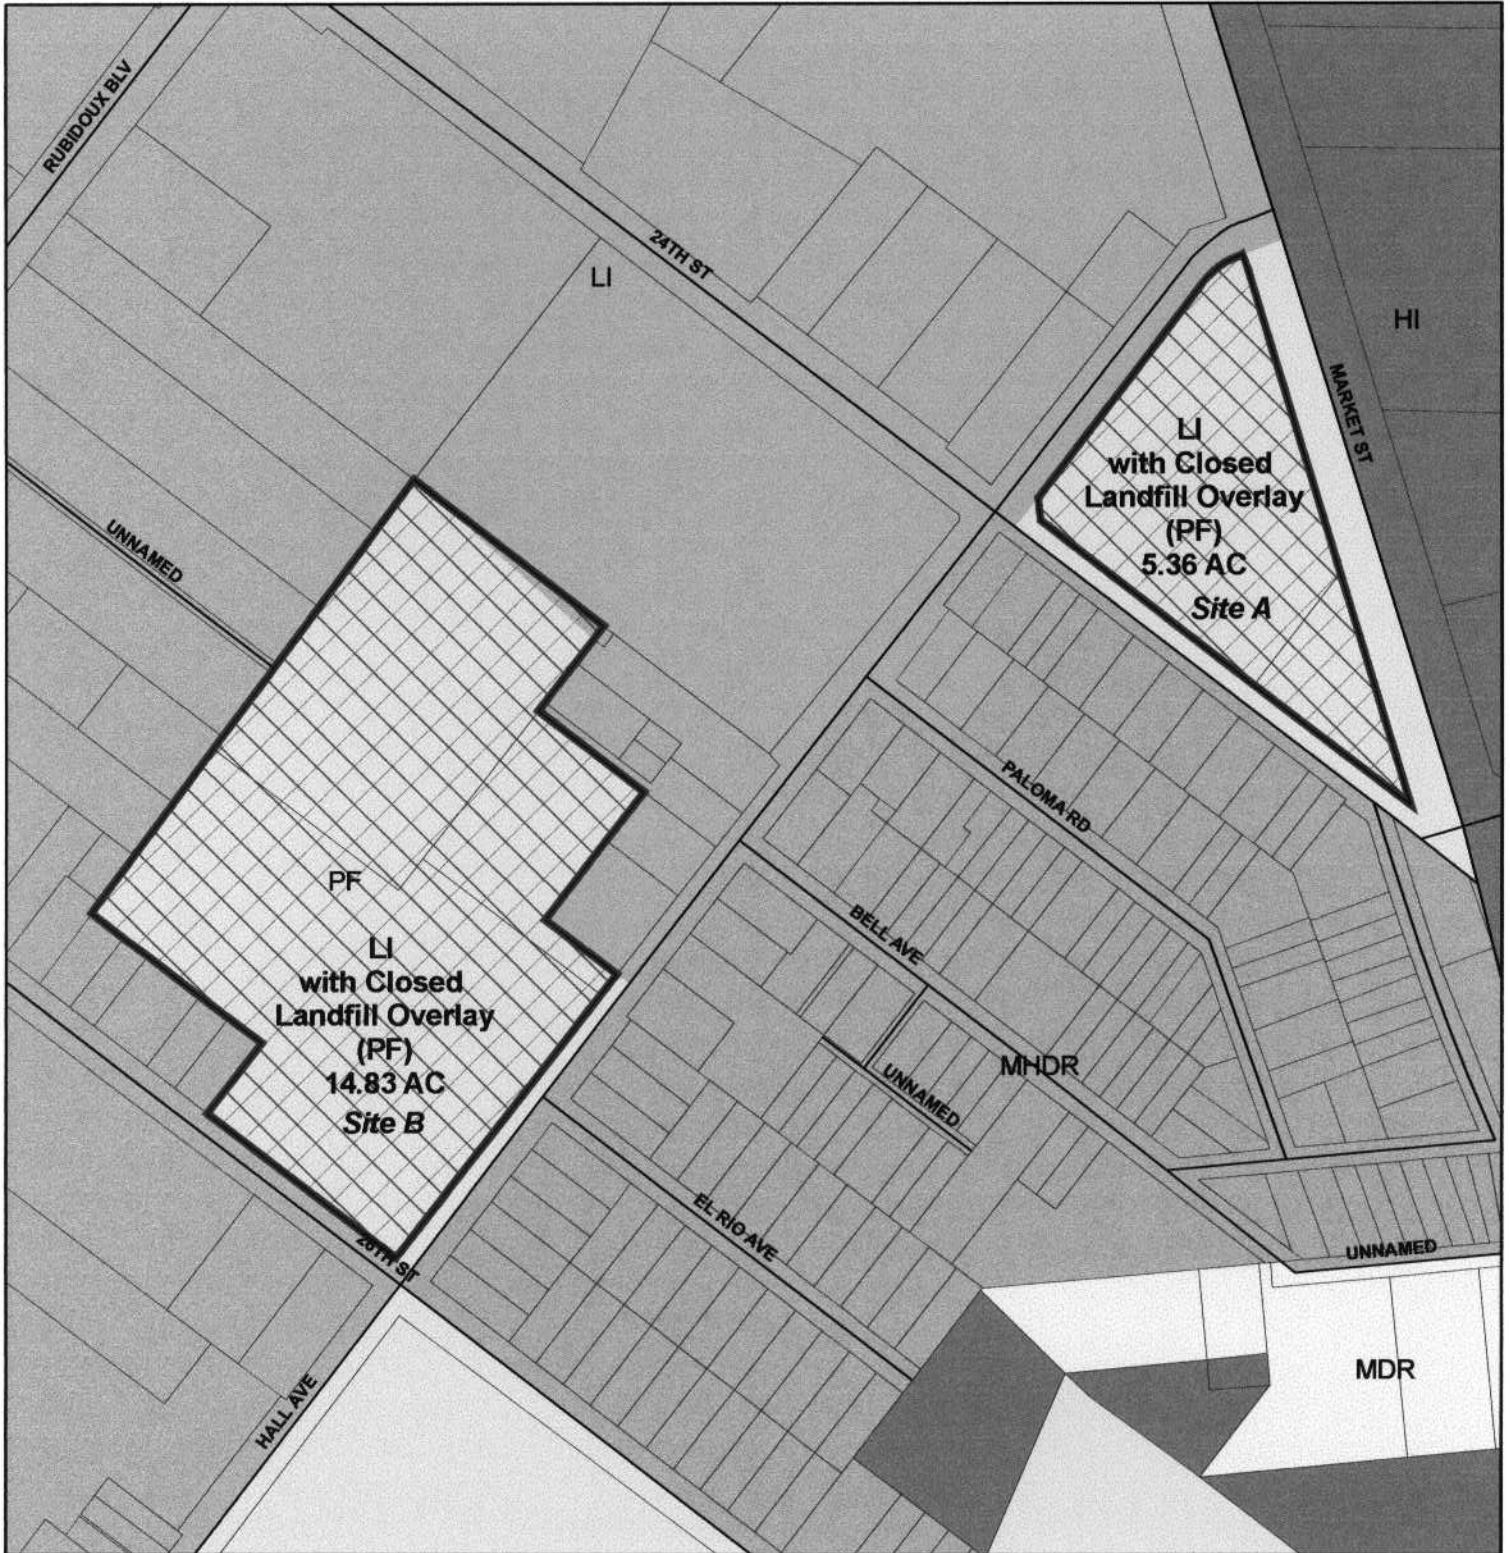 RUBIDOUX BLV
24TH ST
LI
HI
MARKET ST
LI
with Closed
Landfill Overlay
(PF)
5.36 AC
Site A
UNNAMED
PALOMA RD
PF
BELL AVE
LI
with Closed
Landfill Overlay
(PF)
14.83 AC
Site B
MHDR
UNNAMED
EL RIO AVE
26TH ST
UNNAMED
MDR
HALL AVE